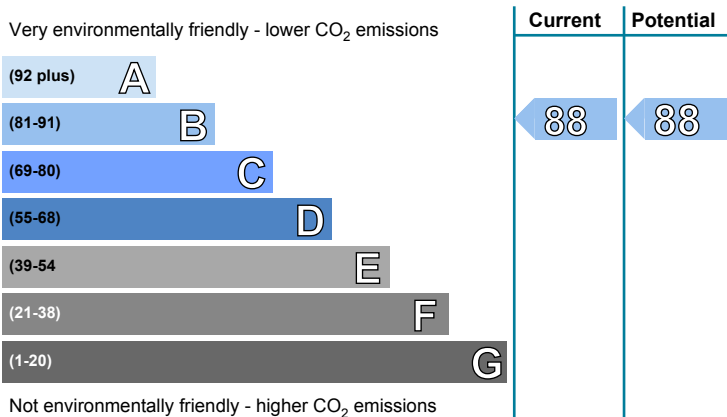 Very environmentally friendly - lower CO₂ emissions
Current Potential
(92 plus) A
(81-91) B 88 88
(69-80) C
(55-68) D
(39-54 E
(21-38) F
(1-20) G
Not environmentally friendly - higher CO₂ emissions